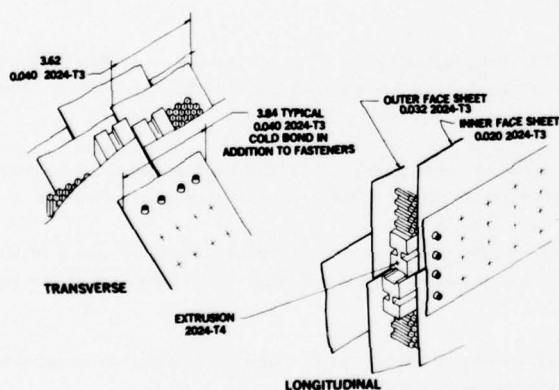 3.62
0.040 2024-T3
3.84 TYPICAL
0.040 2024-T3
COLD BOND IN
ADDITION TO FASTENERS
OUTER FACE SHEET
0.032 2024-T3
INNER FACE SHEET
0.020 2024-T3
TRANSVERSE
EXTRUSION
2024-T4
LONGITUDINAL